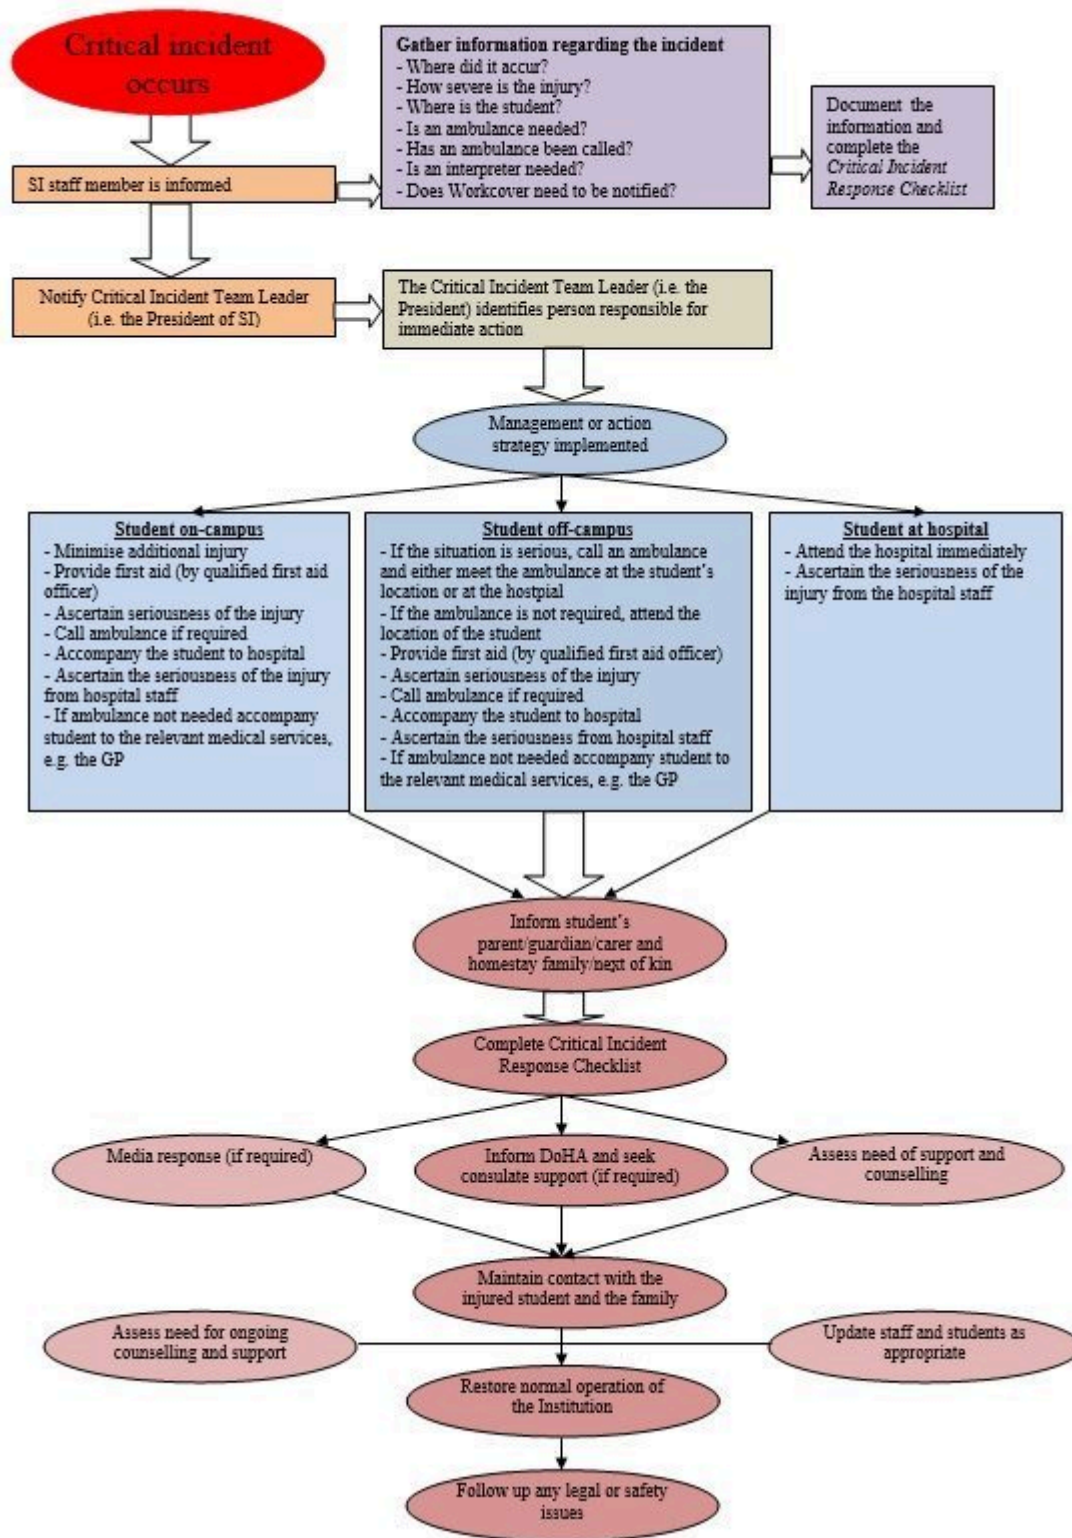 Critical incident
occurs
Gather information regarding the incident
- Where did it occur?
- How severe is the injury?
- Where is the student?
- Is an ambulance needed?
- Has an ambulance been called?
- Is an interpreter needed?
- Does Workcover need to be notified?
Document the
information and
complete the
Critical Incident
Response Checklist
SI staff member is informed
Notify Critical Incident Team Leader
(i.e. the President of SI)
The Critical Incident Team Leader (i.e. the
President) identifies person responsible for
immediate action
Management or action
strategy implemented
Student on-campus
- Minimise additional injury
- Provide first aid (by qualified first aid
officer)
- Ascertain seriousness of the injury
- Call ambulance if required
- Accompany the student to hospital
- Ascertain the seriousness of the injury
from hospital staff
- If ambulance not needed accompany
student to the relevant medical services,
e.g. the GP
Student off-campus
- If the situation is serious, call an ambulance
and either meet the ambulance at the student's
location or at the hostpial
- If the ambulance is not required, attend the
location of the student
- Provide first aid (by qualified first aid officer)
- Ascertain seriousness of the injury
- Call ambulance if required
- Accompany the student to hospital
- Ascertain the seriousness from hospital staff
- If ambulance not needed accompany student to
the relevant medical services, e.g. the GP
Student at hospital
- Attend the hospital immediately
- Ascertain the seriousness of the
injury from the hospital staff
Inform student's
parent/guardian/carer and
homestay family/next of kin
Complete Critical Incident
Response Checklist
Media response (if required)
Inform DoHA and seek
consulate support (if required)
Assess need of support and
counselling
Maintain contact with the
injured student and the family
Assess need for ongoing
counselling and support
Update staff and students as
appropriate
Restore normal operation of
the Institution
Follow up any legal or safety
issues